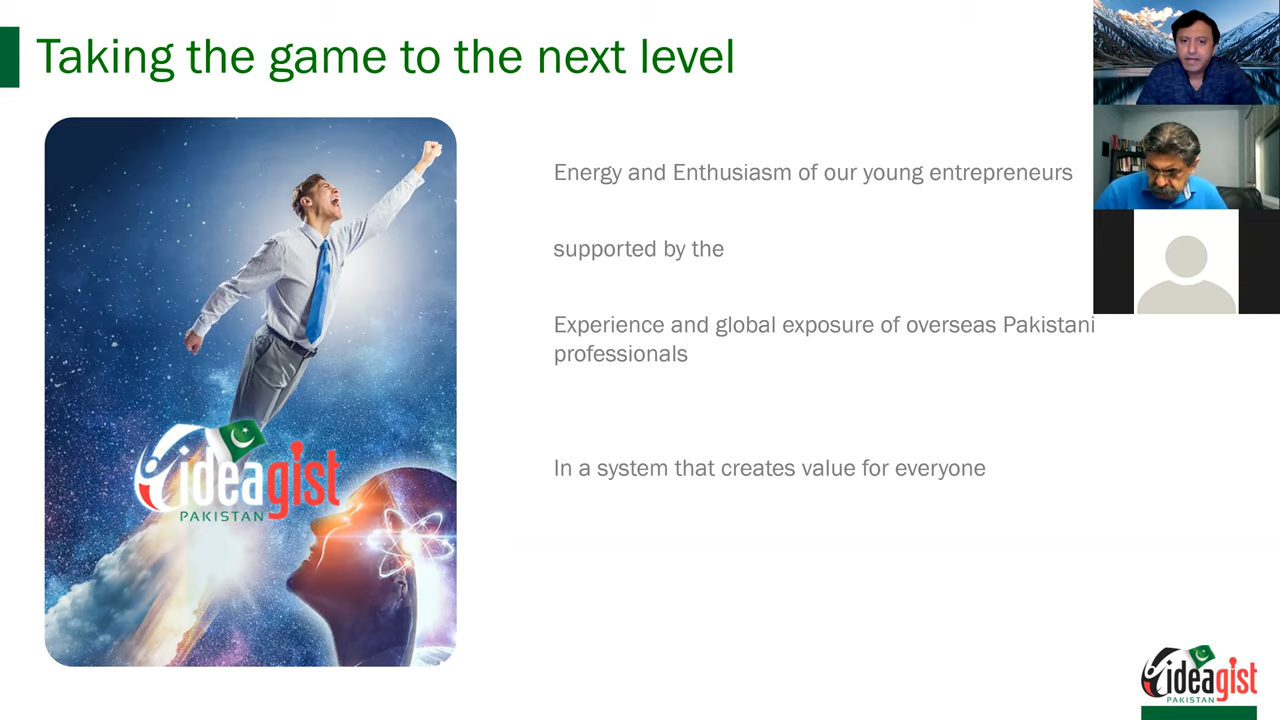 Taking the game to the next level
Energy and Enthusiasm of our young entrepreneurs
supported by the
Experience and global exposure of overseas Pakistani
professionals
In a system that creates value for everyone
ideagist
PAKISTAN
ideagist
PAKISTAN